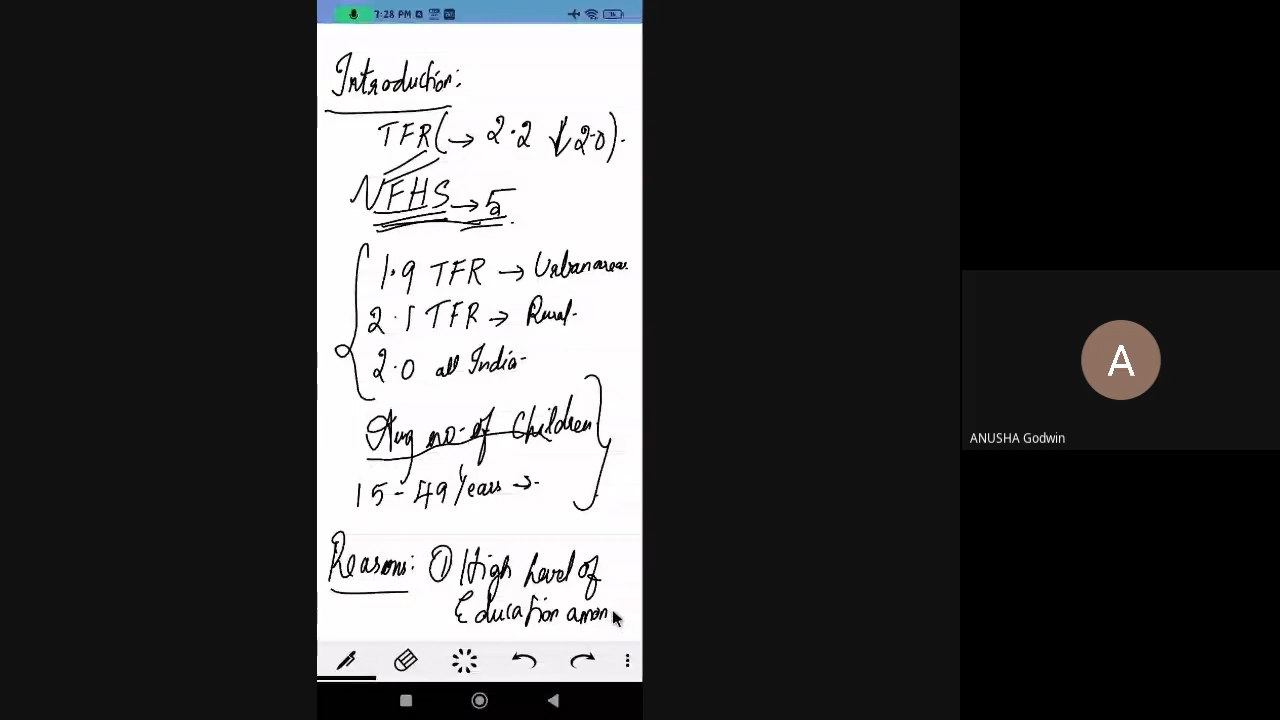 7:28 PM
Introduction:
TFR(→ 2.2 ↓2.0).
NFHS → 5.
1.9 TFR → Urban area.
2.1 TFR → Rural.
2.0 all India-
Avg no. of Children
15-49 Years →.
Reasons: ① High Level of
Education amon
A
ANUSHA Godwin